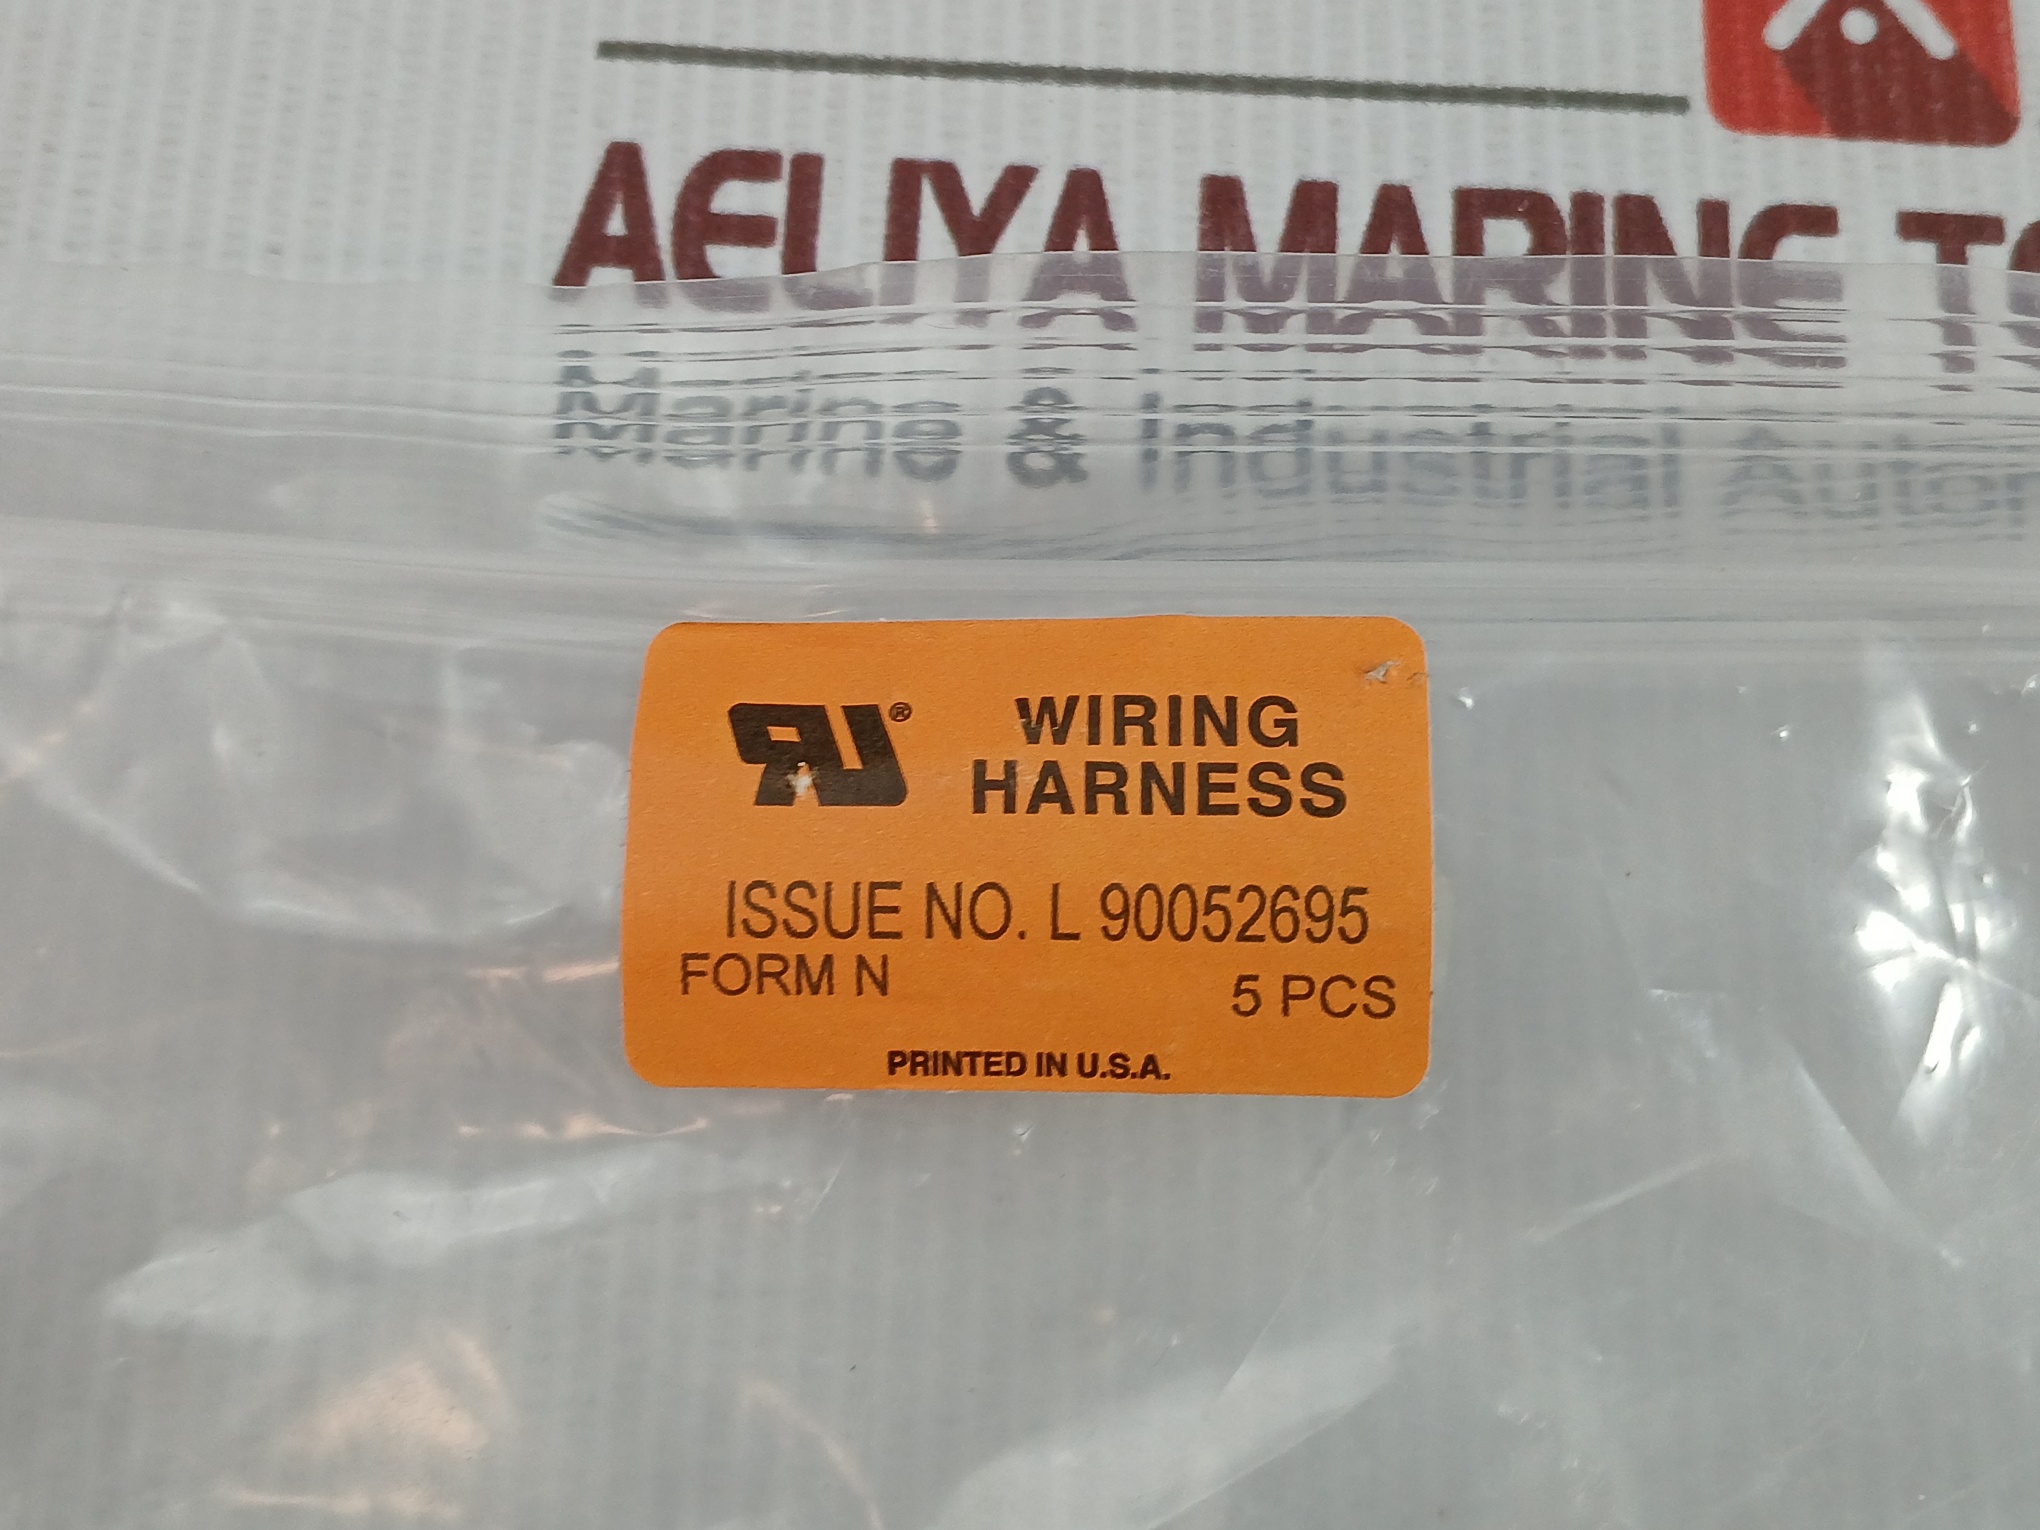 AELIYA MARINE
Marine & Industrial
WIRING
HARNESS
ISSUE NO. L 90052695
FORM N
5 PCS
PRINTED IN U.S.A.